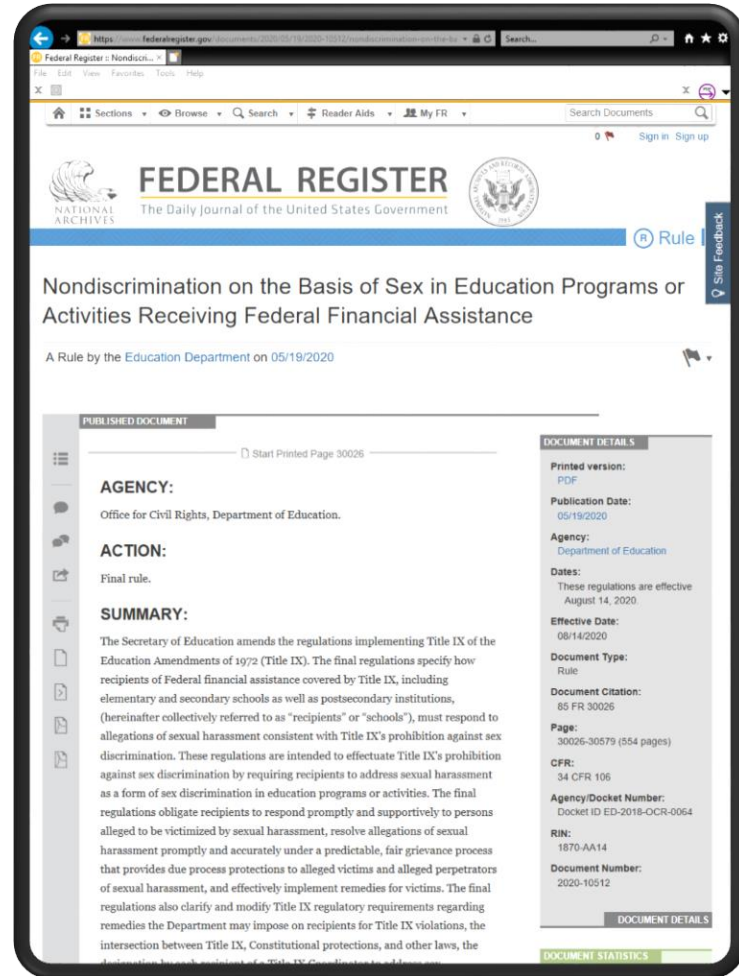 https://www.federalregister.gov/documents/2020/05/19/2020-10512/nondiscrimination-on-the-ba
Search...
Federal Register :: Nondiscri...
File Edit View Favorites Tools Help
Sections Browse Search Reader Aids My FR Search Documents
0 Sign in Sign up
NATIONAL ARCHIVES
FEDERAL REGISTER
The Daily Journal of the United States Government
R Rule
Site Feedback
Nondiscrimination on the Basis of Sex in Education Programs or
Activities Receiving Federal Financial Assistance
A Rule by the Education Department on 05/19/2020
PUBLISHED DOCUMENT
Start Printed Page 30026
AGENCY:
Office for Civil Rights, Department of Education.
ACTION:
Final rule.
SUMMARY:
The Secretary of Education amends the regulations implementing Title IX of the
Education Amendments of 1972 (Title IX). The final regulations specify how
recipients of Federal financial assistance covered by Title IX, including
elementary and secondary schools as well as postsecondary institutions,
(hereinafter collectively referred to as “recipients” or “schools”), must respond to
allegations of sexual harassment consistent with Title IX’s prohibition against sex
discrimination. These regulations are intended to effectuate Title IX’s prohibition
against sex discrimination by requiring recipients to address sexual harassment
as a form of sex discrimination in education programs or activities. The final
regulations obligate recipients to respond promptly and supportively to persons
alleged to be victimized by sexual harassment, resolve allegations of sexual
harassment promptly and accurately under a predictable, fair grievance process
that provides due process protections to alleged victims and alleged perpetrators
of sexual harassment, and effectively implement remedies for victims. The final
regulations also clarify and modify Title IX regulatory requirements regarding
remedies the Department may impose on recipients for Title IX violations, the
intersection between Title IX, Constitutional protections, and other laws, the
designation by each recipient of a Title IX Coordinator to address sex
DOCUMENT DETAILS
Printed version:
PDF
Publication Date:
05/19/2020
Agency:
Department of Education
Dates:
These regulations are effective
August 14, 2020.
Effective Date:
08/14/2020
Document Type:
Rule
Document Citation:
85 FR 30026
Page:
30026-30579 (554 pages)
CFR:
34 CFR 106
Agency/Docket Number:
Docket ID ED-2018-OCR-0064
RIN:
1870-AA14
Document Number:
2020-10512
DOCUMENT DETAILS
DOCUMENT STATISTICS